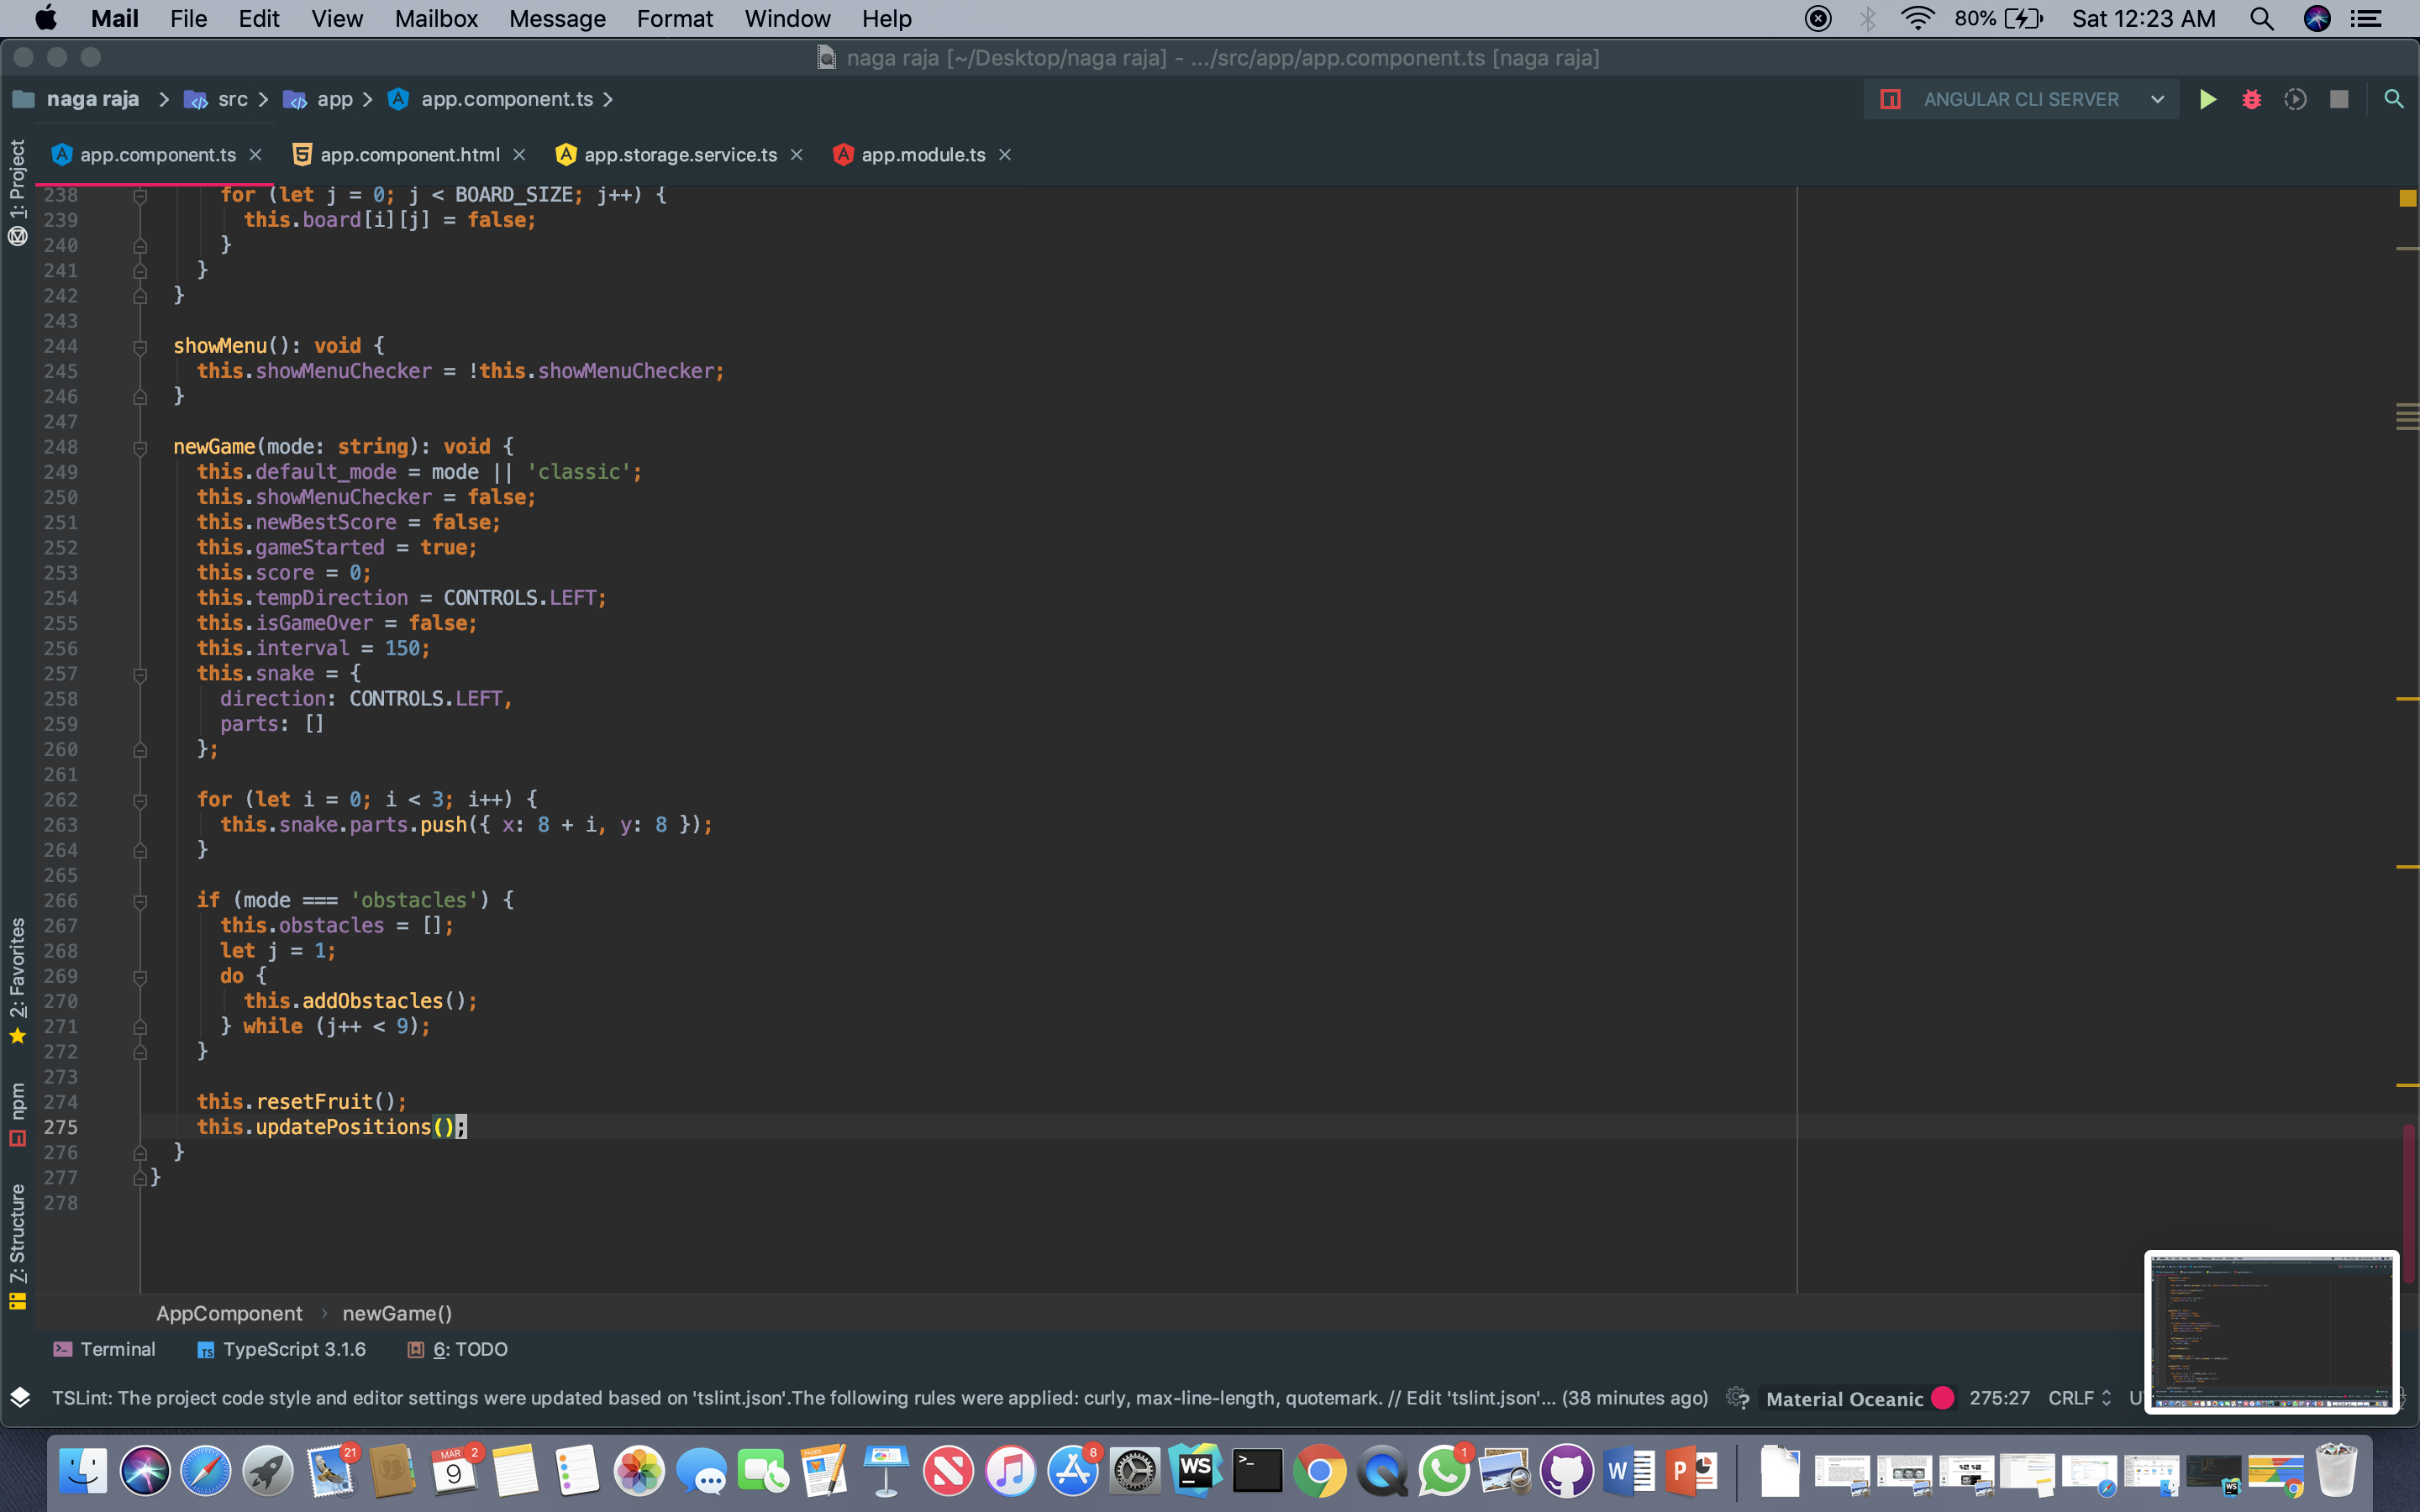 Mail File Edit View Mailbox Message Format Window Help 80% Sat 12:23 AM
naga raja [~/Desktop/naga raja] - .../src/app/app.component.ts [naga raja]
naga raja src app app.component.ts ANGULAR CLI SERVER
app.component.ts app.component.html app.storage.service.ts app.module.ts
1: Project
2: Favorites
npm
7: Structure
238 for (let j = 0; j < BOARD_SIZE; j++) {
239 this.board[i][j] = false;
240 }
241 }
242 }
243
244 showMenu(): void {
245 this.showMenuChecker = !this.showMenuChecker;
246 }
247
248 newGame(mode: string): void {
249 this.default_mode = mode || 'classic';
250 this.showMenuChecker = false;
251 this.newBestScore = false;
252 this.gameStarted = true;
253 this.score = 0;
254 this.tempDirection = CONTROLS.LEFT;
255 this.isGameOver = false;
256 this.interval = 150;
257 this.snake = {
258 direction: CONTROLS.LEFT,
259 parts: []
260 };
261
262 for (let i = 0; i < 3; i++) {
263 this.snake.parts.push({ x: 8 + i, y: 8 });
264 }
265
266 if (mode === 'obstacles') {
267 this.obstacles = [];
268 let j = 1;
269 do {
270 this.addObstacles();
271 } while (j++ < 9);
272 }
273
274 this.resetFruit();
275 this.updatePositions();
276 }
277 }
278
AppComponent newGame()
Terminal TypeScript 3.1.6 6: TODO
TSLint: The project code style and editor settings were updated based on 'tslint.json'.The following rules were applied: curly, max-line-length, quotemark. // Edit 'tslint.json'... (38 minutes ago) Material Oceanic 275:27 CRLF
21 MAR 9 2 PAGES 8 WS 1 W P